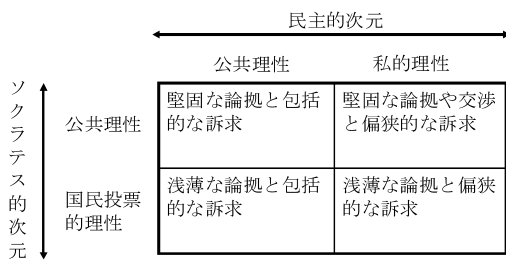 民主的次元
公共理性
私的理性
ソクラテス的次元
公共理性
堅固な論拠と包括
的な訴求
堅固な論拠や交渉
と偏狭的な訴求
国民投票
的理性
浅薄な論拠と包括
的な訴求
浅薄な論拠と偏狭
的な訴求